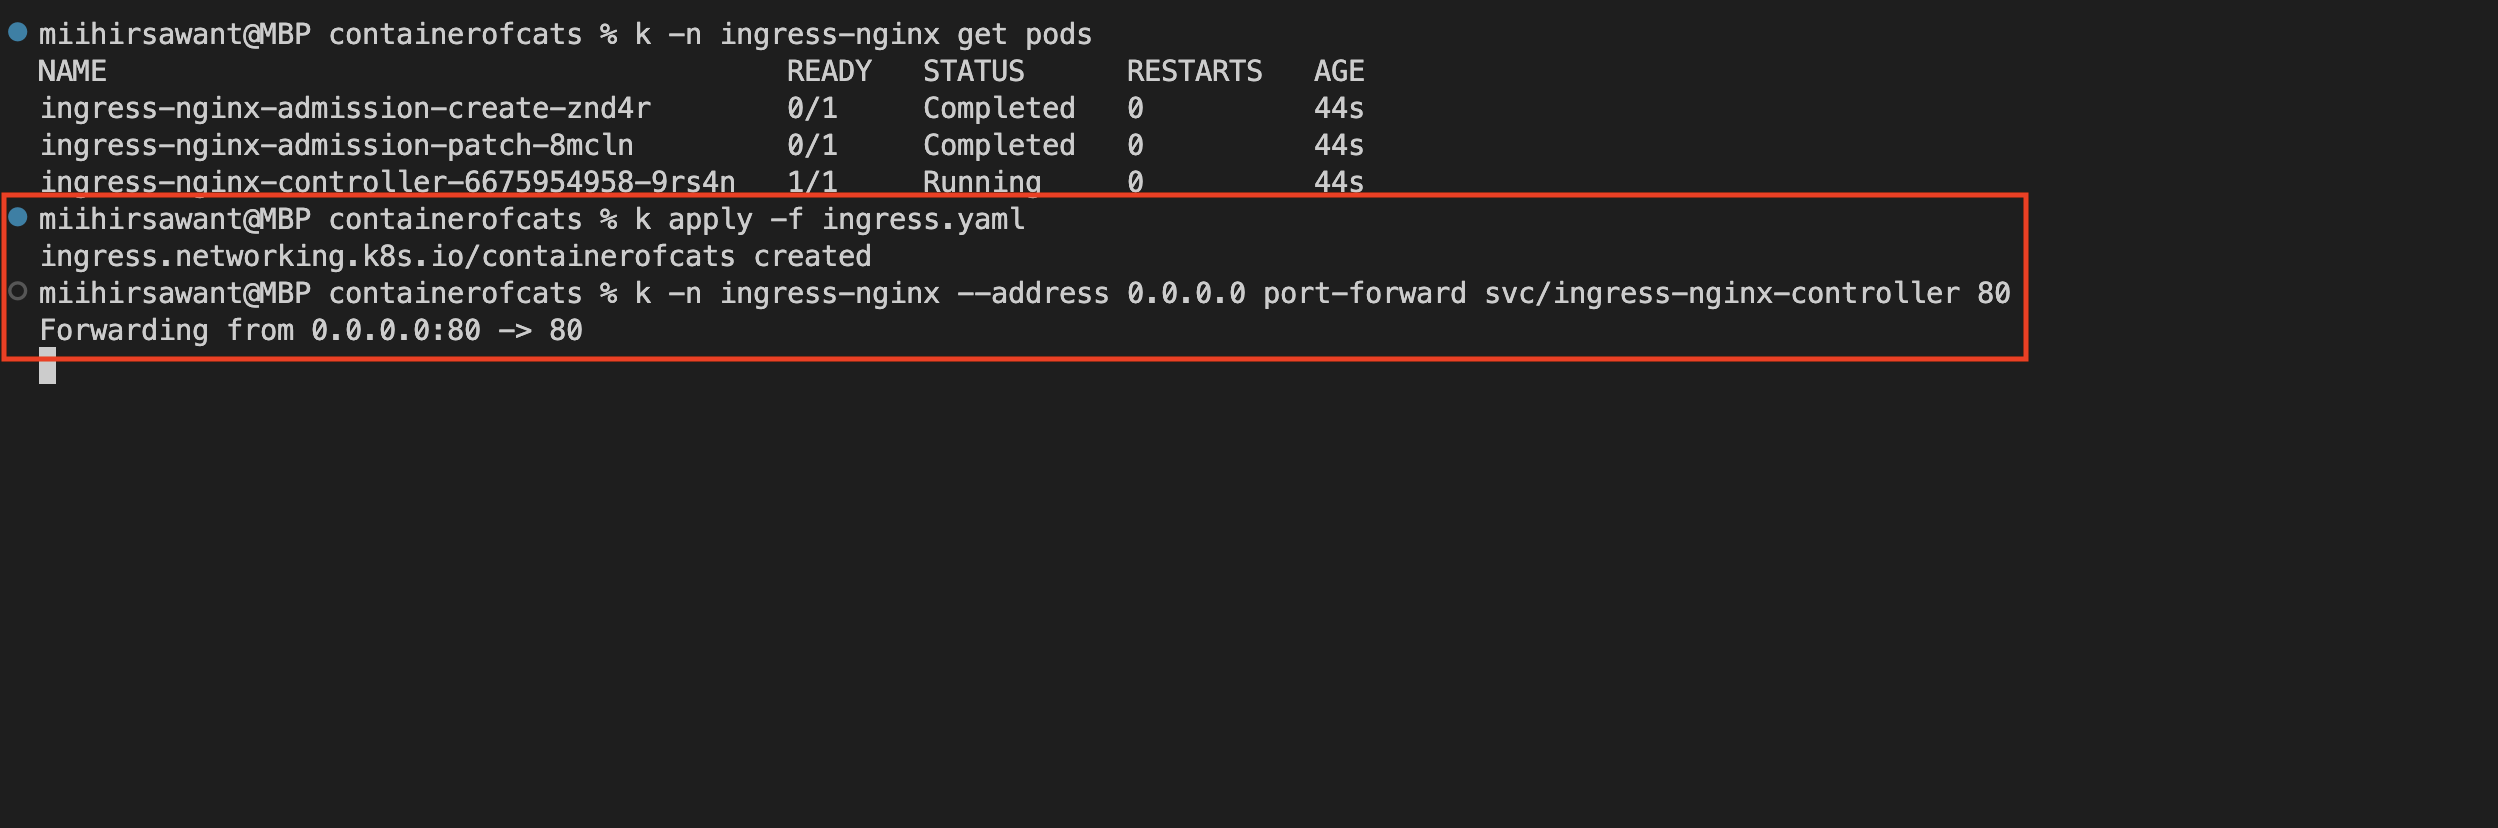 miihirsawant@MBP containerofcats % k -n ingress-nginx get pods
NAME READY STATUS RESTARTS AGE
ingress-nginx-admission-create-znd4r 0/1 Completed 0 44s
ingress-nginx-admission-patch-8mcln 0/1 Completed 0 44s
ingress-nginx-controller-6675954958-9rs4n 1/1 Running 0 44s
miihirsawant@MBP containerofcats % k apply -f ingress.yaml
ingress.networking.k8s.io/containerofcats created
miihirsawant@MBP containerofcats % k -n ingress-nginx --address 0.0.0.0 port-forward svc/ingress-nginx-controller 80
Forwarding from 0.0.0.0:80 -> 80